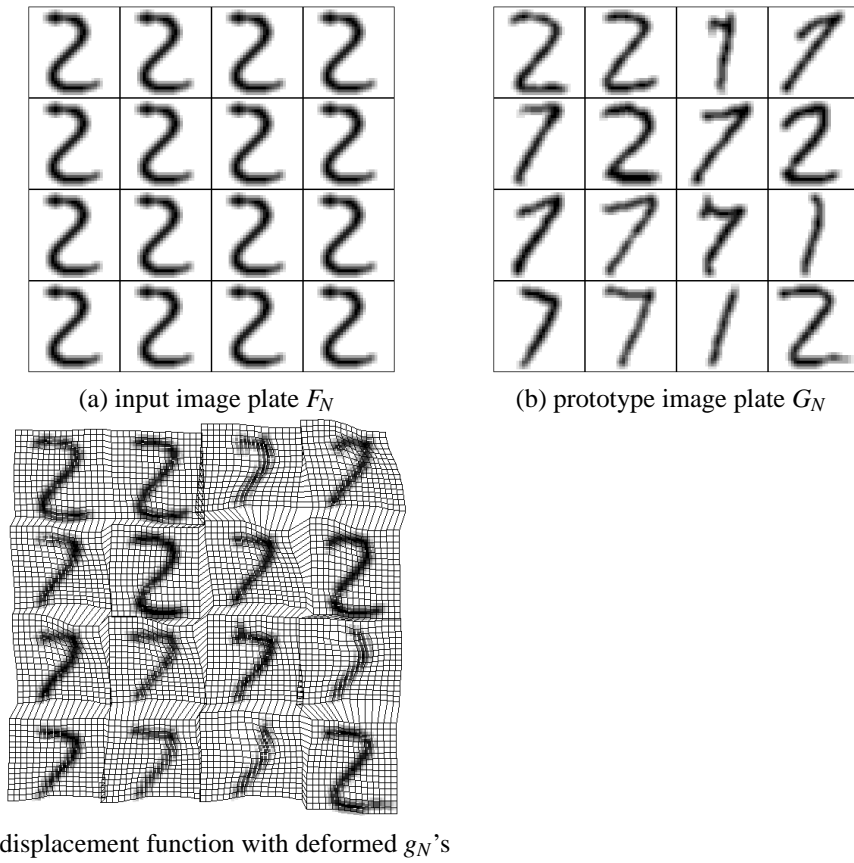 (a) input image plate F_N
(b) prototype image plate G_N
displacement function with deformed g_N’s